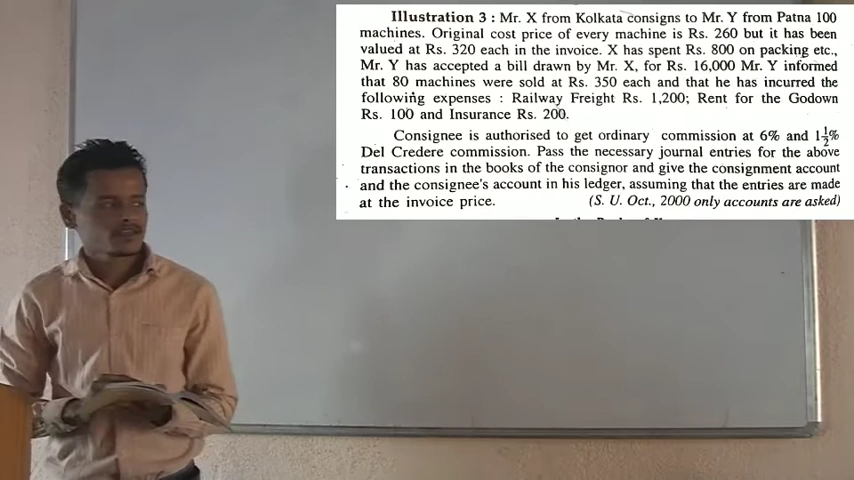 Illustration 3 : Mr. X from Kolkata consigns to Mr. Y from Patna 100
machines. Original cost price of every machine is Rs. 260 but it has been
valued at Rs. 320 each in the invoice. X has spent Rs. 800 on packing etc.,
Mr. Y has accepted a bill drawn by Mr. X, for Rs. 16,000 Mr. Y informed
that 80 machines were sold at Rs. 350 each and that he has incurred the
following expenses : Railway Freight Rs. 1,200; Rent for the Godown
Rs. 100 and Insurance Rs. 200.
Consignee is authorised to get ordinary commission at 6% and 1½%
Del Credere commission. Pass the necessary journal entries for the above
transactions in the books of the consignor and give the consignment account
and the consignee's account in his ledger, assuming that the entries are made
at the invoice price. (S. U. Oct., 2000 only accounts are asked)